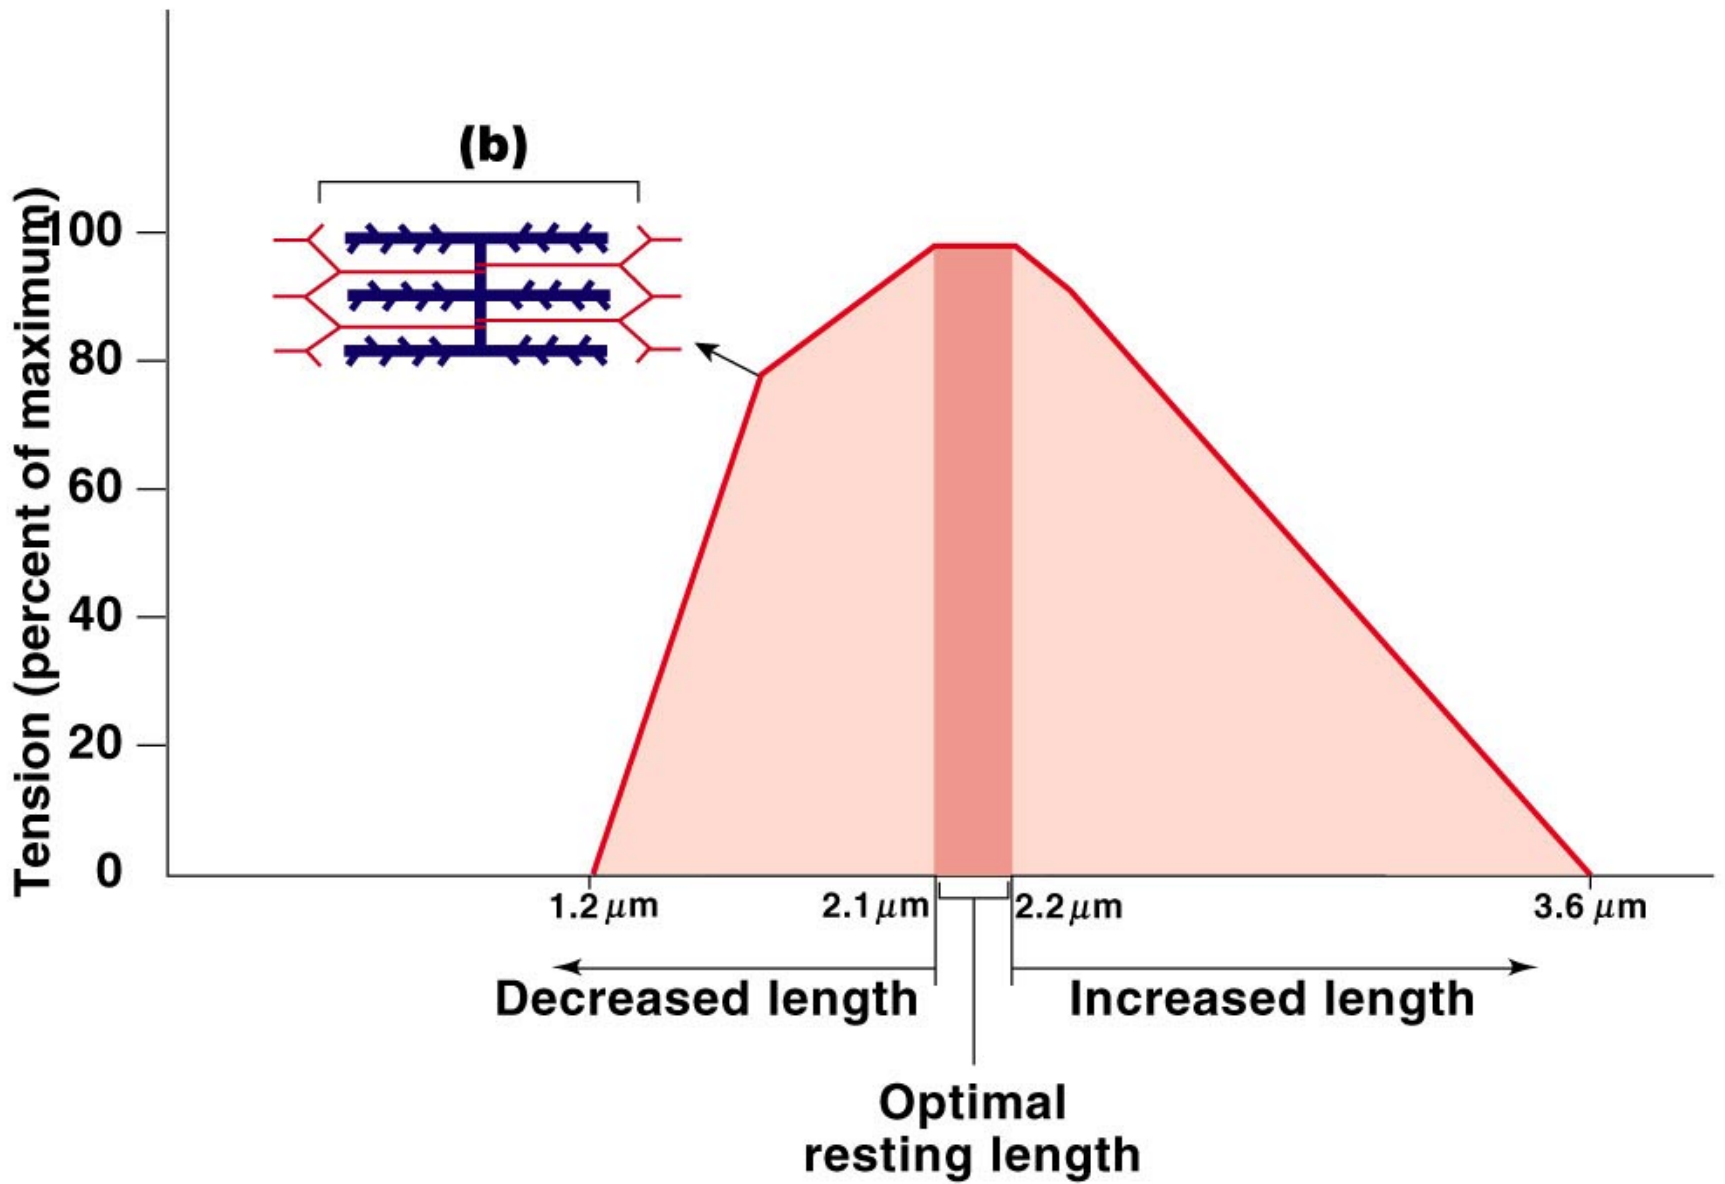 (b)
Tension (percent of maximum)
100
80
60
40
20
0
1.2 μm
2.1 μm
2.2 μm
3.6 μm
Decreased length
Increased length
Optimal
resting length